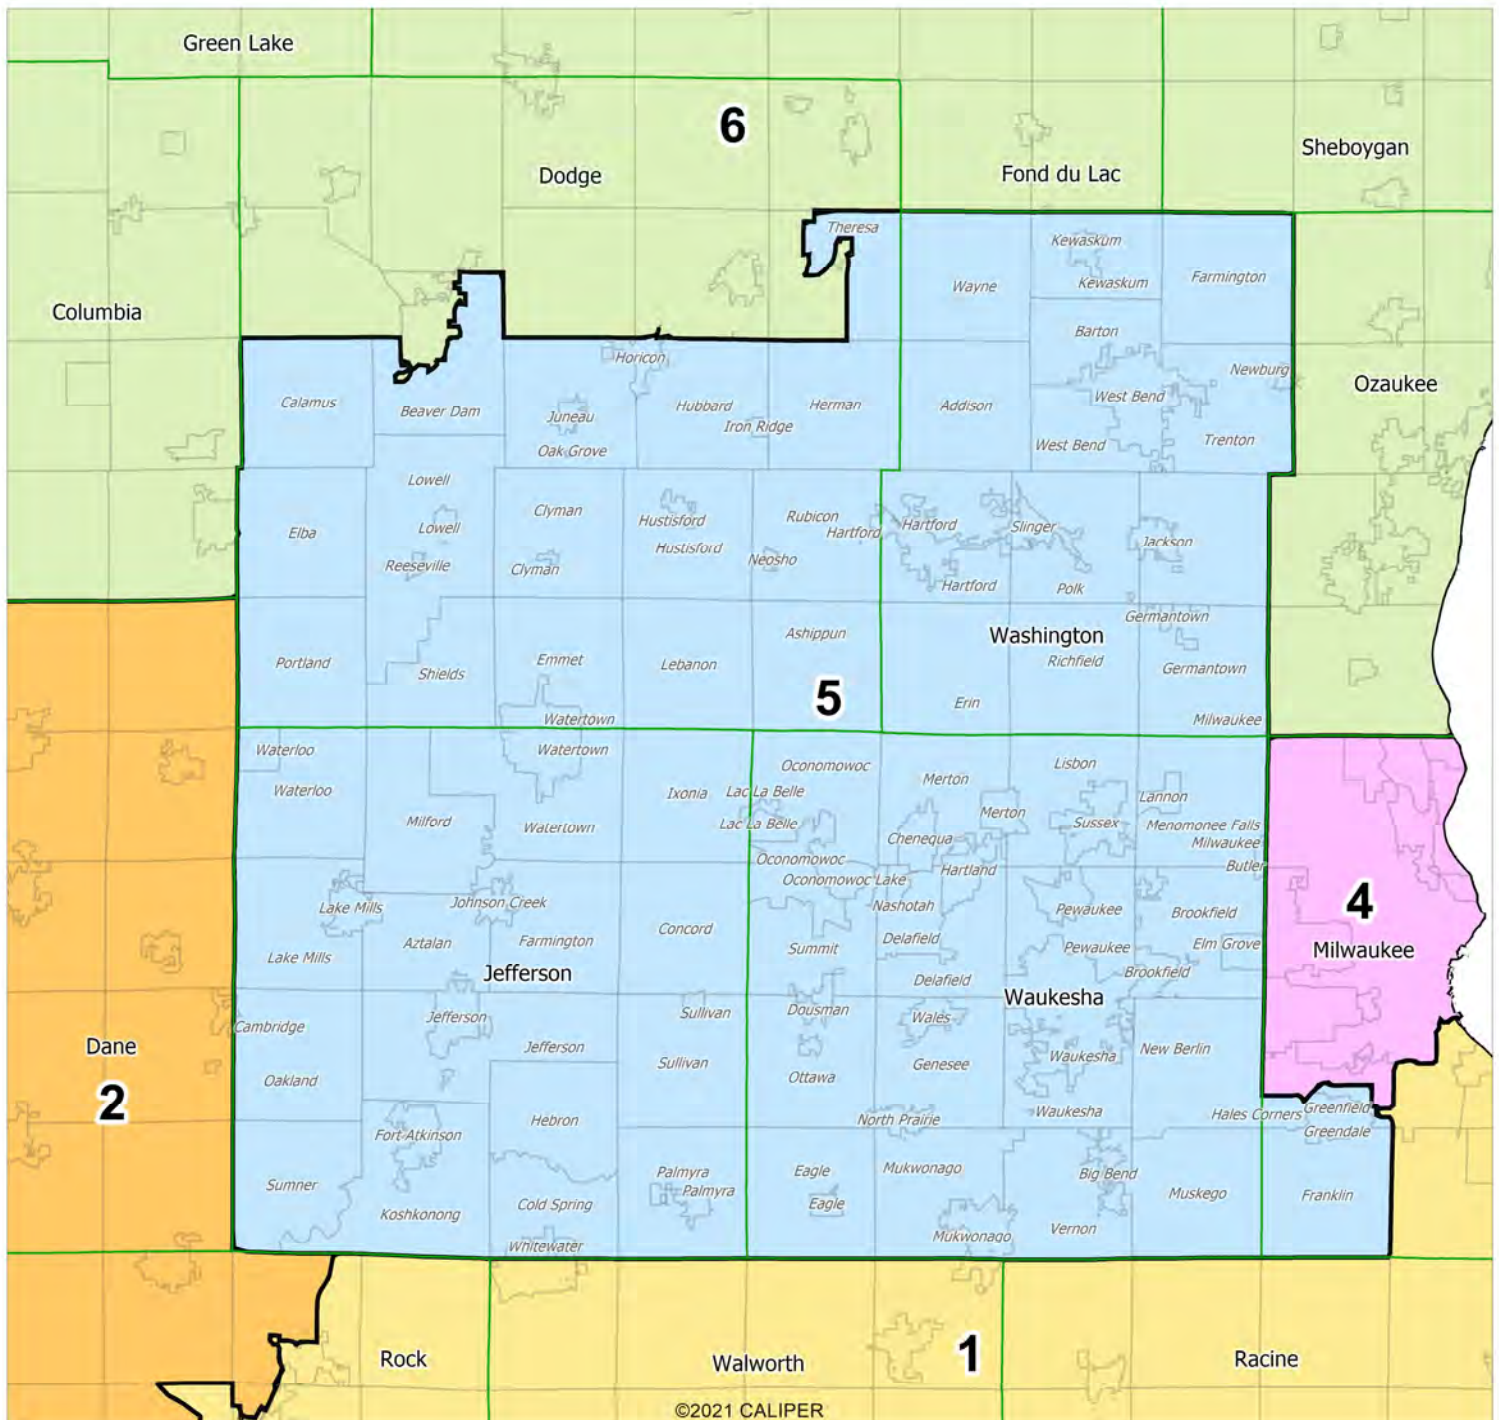 Green Lake
6
Sheboygan
Dodge
Fond du Lac
Theresa
Kewaskum
Farmington
Wayne
Kewaskum
Columbia
Barton
Horicon
Newburg
Ozaukee
Calamus
Beaver Dam
Juneau
Hubbard
Herman
Addison
West Bend
Iron Ridge
Oak Grove
West Bend
Trenton
Lowell
Clyman
Hustisford
Rubicon
Hartford
Hartford
Slinger
Elba
Lowell
Hustisford
Jackson
Reeseville
Clyman
Neosho
Hartford
Polk
Germantown
Ashippun
Washington
Portland
Shields
Emmet
Lebanon
Richfield
Germantown
5
Erin
Watertown
Milwaukee
Waterloo
Watertown
Oconomowoc
Merton
Lisbon
Waterloo
Ixonia
Lac La Belle
Lannon
Milford
Watertown
Lac La Belle
Merton
Sussex
Menomonee Falls
Chenequa
Milwaukee
Oconomowoc
Oconomowoc Lake
Hartland
Butler
Lake Mills
Johnson Creek
Nashotah
Pewaukee
Brookfield
4
Aztalan
Farmington
Concord
Summit
Delafield
Pewaukee
Elm Grove
Milwaukee
Lake Mills
Jefferson
Delafield
Brookfield
Waukesha
Cambridge
Jefferson
Sullivan
Dousman
Wales
Dane
Jefferson
Sullivan
Genesee
Waukesha
New Berlin
Oakland
Ottawa
2
Hebron
North Prairie
Waukesha
Hales Corners
Greenfield
Greendale
Fort Atkinson
Sumner
Palmyra
Palmyra
Eagle
Mukwonago
Big Bend
Muskego
Franklin
Koshkonong
Cold Spring
Eagle
Vernon
Whitewater
Mukwonago
Rock
Walworth
1
Racine
©2021 CALIPER